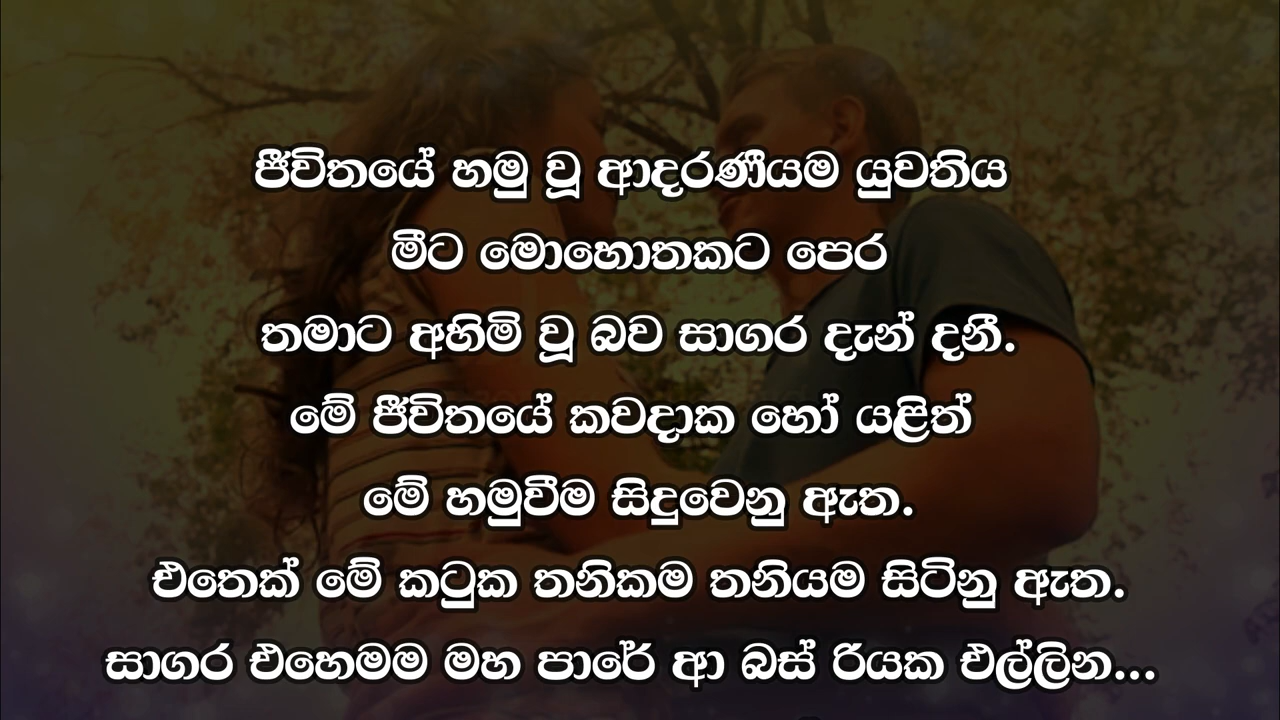 ජීවිතයේ හමු වූ ආදරණීයම යුවතිය
මීට මොහොතකට පෙර
තමාට අහිමි වූ බව සාගර දැන් දනී.
මේ ජීවිතයේ කවදාක හෝ යළිත්
මේ හමුවීම සිදුවෙනු ඇත.
එතෙක් මේ කටුක තනිකම තනියම සිටිනු ඇත.
සාගර එහෙමම මහ පාරේ ආ බස් රියක එල්ලින...